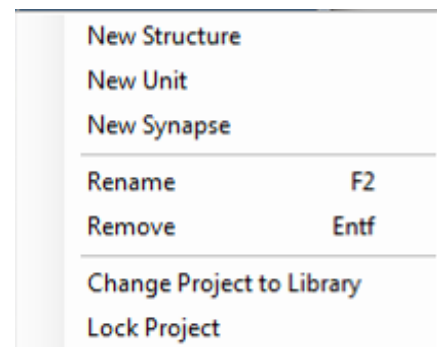 New Structure
New Unit
New Synapse
Rename F2
Remove Entf
Change Project to Library
Lock Project